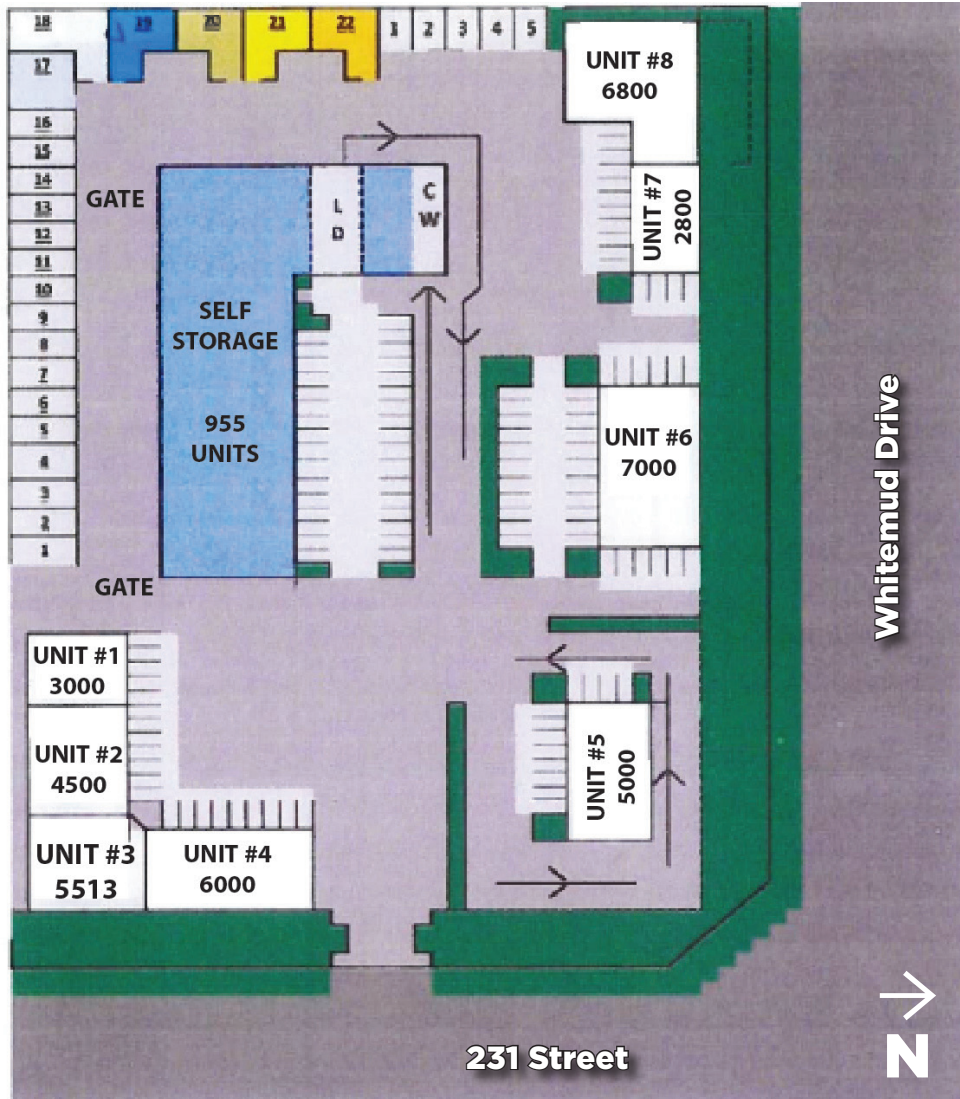 18
19
20
21
22
1
2
3
4
5
17
16
15
14
13
12
11
10
9
8
7
6
5
4
3
2
1
UNIT #8
6800
GATE
L
D
C
W
UNIT #7
2800
SELF
STORAGE
955
UNITS
UNIT #6
7000
Whitemud Drive
GATE
UNIT #1
3000
UNIT #2
4500
UNIT #3
5513
UNIT #4
6000
UNIT #5
5000
231 Street
N